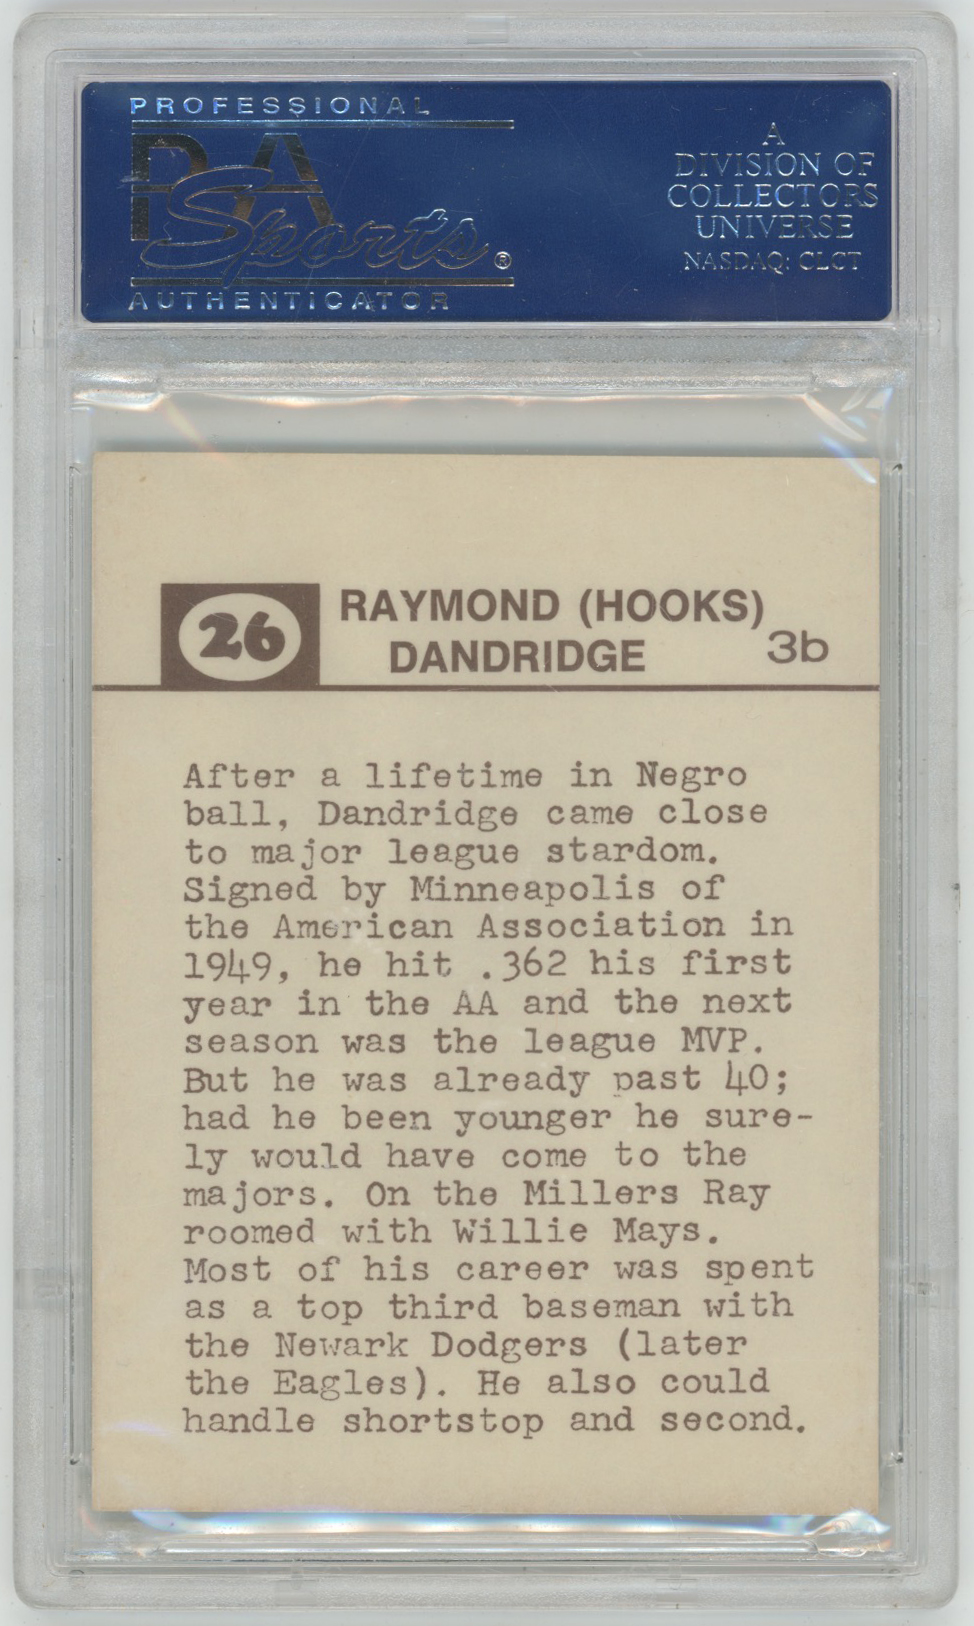 PROFESSIONAL
PSA
Sports®
AUTHENTICATOR
A
DIVISION OF
COLLECTORS
UNIVERSE
NASDAQ: CLCT
26
RAYMOND (HOOKS)
DANDRIDGE
3b
After a lifetime in Negro
ball, Dandridge came close
to major league stardom.
Signed by Minneapolis of
the American Association in
1949, he hit .362 his first
year in the AA and the next
season was the league MVP.
But he was already past 40;
had he been younger he sure-
ly would have come to the
majors. On the Millers Ray
roomed with Willie Mays.
Most of his career was spent
as a top third baseman with
the Newark Dodgers (later
the Eagles). He also could
handle shortstop and second.